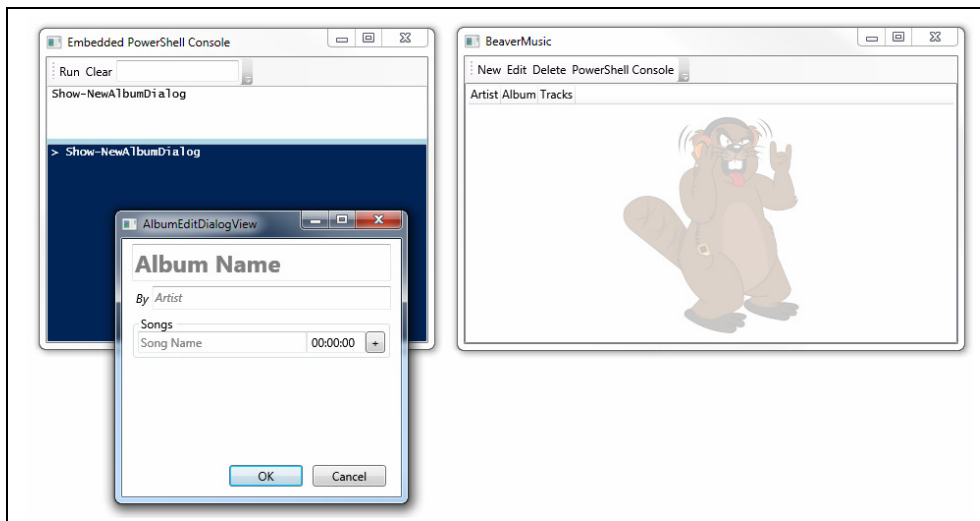 Embedded PowerShell Console
Run Clear
Show-NewAlbumDialog
> Show-NewAlbumDialog
AlbumEditDialogView
Album Name
By Artist
Songs
Song Name 00:00:00 +
OK Cancel
BeaverMusic
New Edit Delete PowerShell Console
Artist Album Tracks